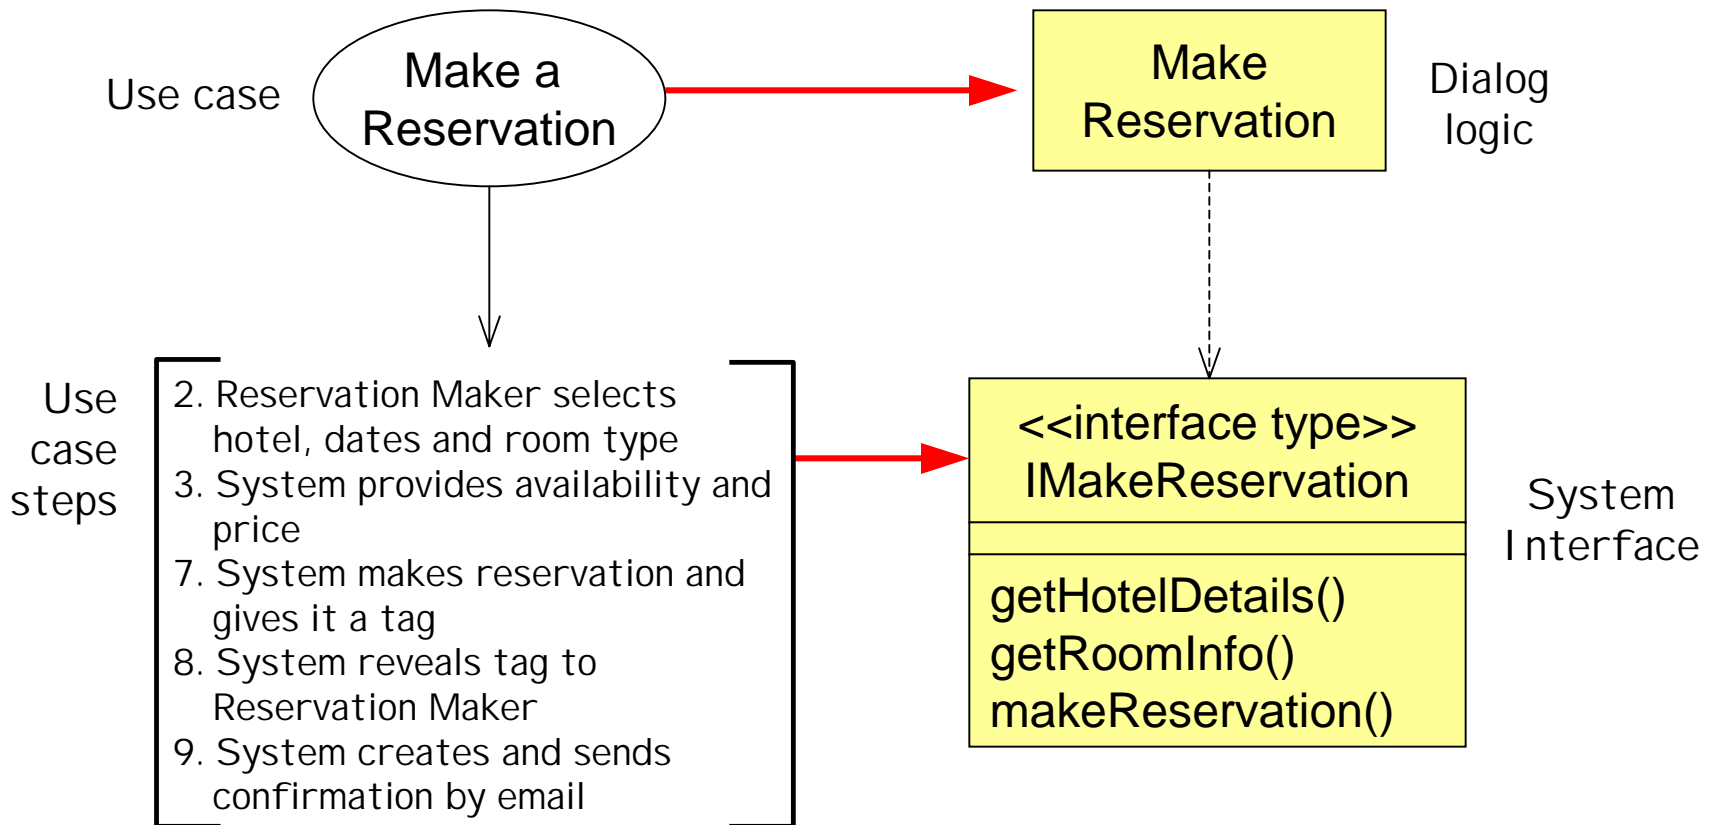 Use case
Make a
Reservation
Make
Reservation
Dialog
logic
Use
case
steps
2. Reservation Maker selects
hotel, dates and room type
3. System provides availability and
price
7. System makes reservation and
gives it a tag
8. System reveals tag to
Reservation Maker
9. System creates and sends
confirmation by email
<<interface type>>
IMakeReservation
getHotelDetails()
getRoomInfo()
makeReservation()
System
Interface